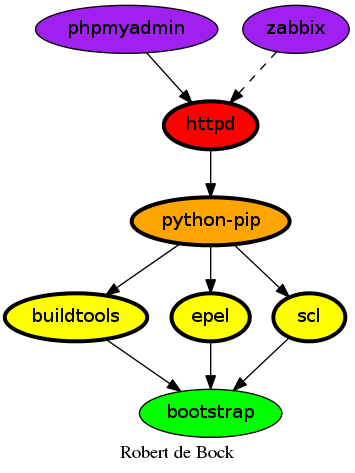 phpmyadmin zabbix
httpd
python-pip
buildtools epel scl
bootstrap
Robert de Bock